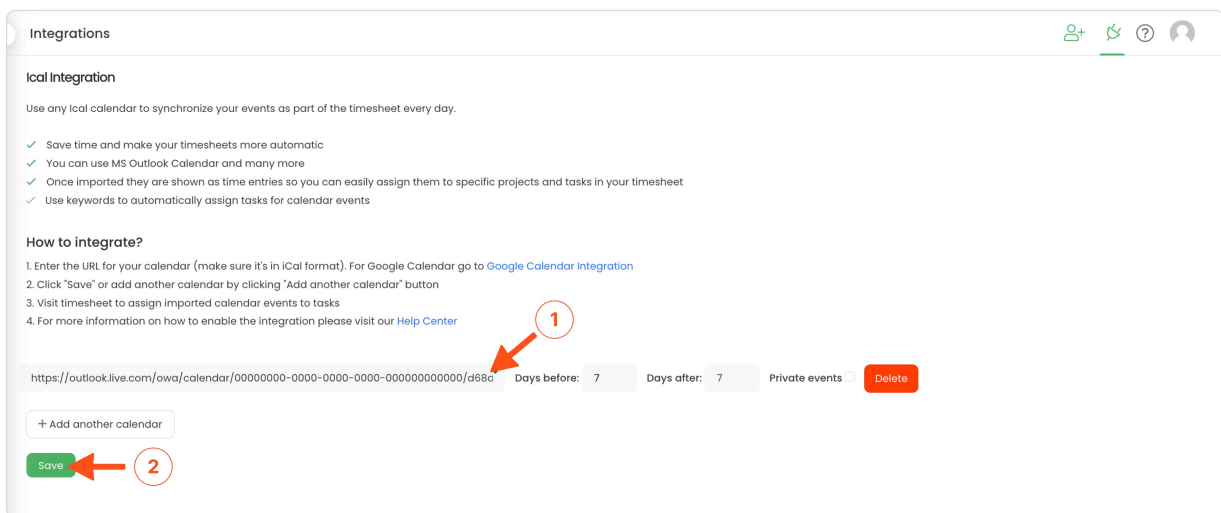 Integrations
Ical Integration
Use any Ical calendar to synchronize your events as part of the timesheet every day.
Save time and make your timesheets more automatic
You can use MS Outlook Calendar and many more
Once imported they are shown as time entries so you can easily assign them to specific projects and tasks in your timesheet
Use keywords to automatically assign tasks for calendar events
How to integrate?
1. Enter the URL for your calendar (make sure it's in iCal format). For Google Calendar go to Google Calendar Integration
2. Click "Save" or add another calendar by clicking "Add another calendar" button
3. Visit timesheet to assign imported calendar events to tasks
4. For more information on how to enable the integration please visit our Help Center
1
https://outlook.live.com/owa/calendar/00000000-0000-0000-0000-000000000000/d68d Days before: 7 Days after: 7 Private events Delete
+ Add another calendar
Save 2